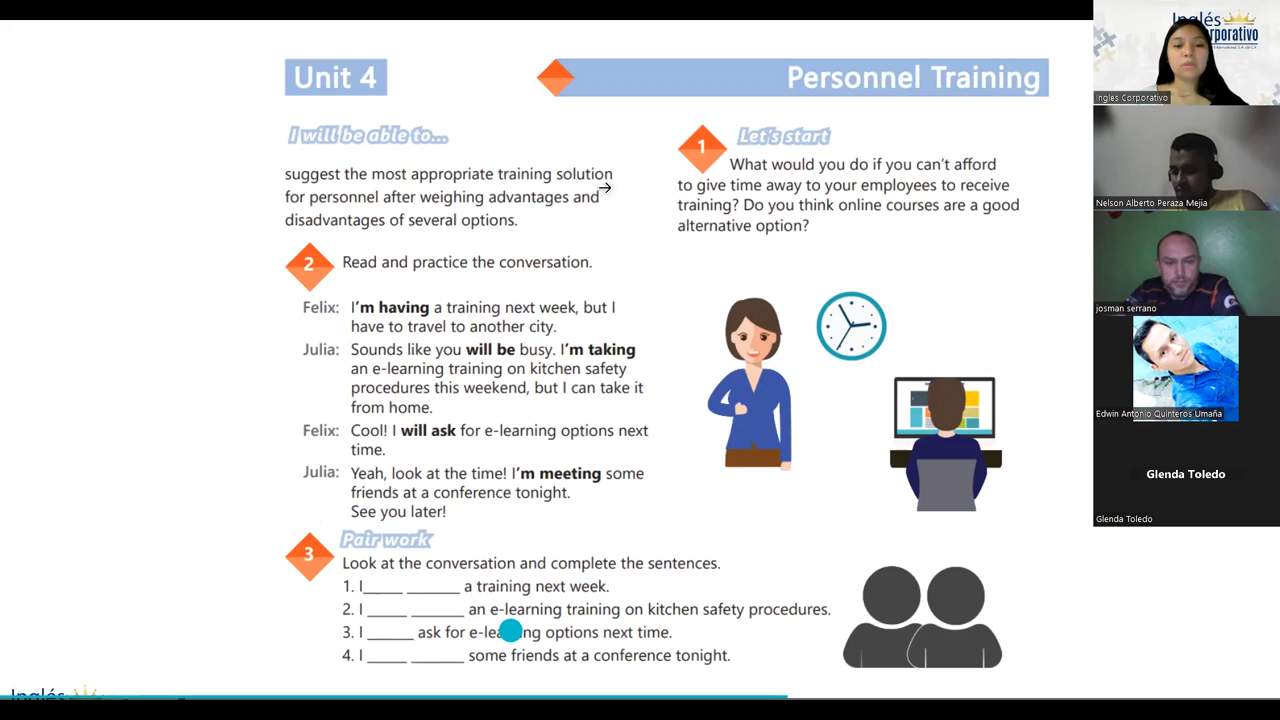 Unit 4
Personnel Training
I will be able to...
suggest the most appropriate training solution
for personnel after weighing advantages and
disadvantages of several options.
1
Let's start
What would you do if you can't afford
to give time away to your employees to receive
training? Do you think online courses are a good
alternative option?
2
Read and practice the conversation.
Felix: I'm having a training next week, but I
have to travel to another city.
Julia: Sounds like you will be busy. I'm taking
an e-learning training on kitchen safety
procedures this weekend, but I can take it
from home.
Felix: Cool! I will ask for e-learning options next
time.
Julia: Yeah, look at the time! I'm meeting some
friends at a conference tonight.
See you later!
3
Pair work
Look at the conversation and complete the sentences.
1. I_____ ______ a training next week.
2. I _____ ______ an e-learning training on kitchen safety procedures.
3. I ______ ask for options next time.
4. I _____ ______ some friends at a conference tonight.
Inglés
Inglés
Ingles Corporativo
Nelson Alberto Peraza Mejia
josman serrano
Edwin Antonio Quinteros Umaña
Glenda Toledo
Glenda Toledo